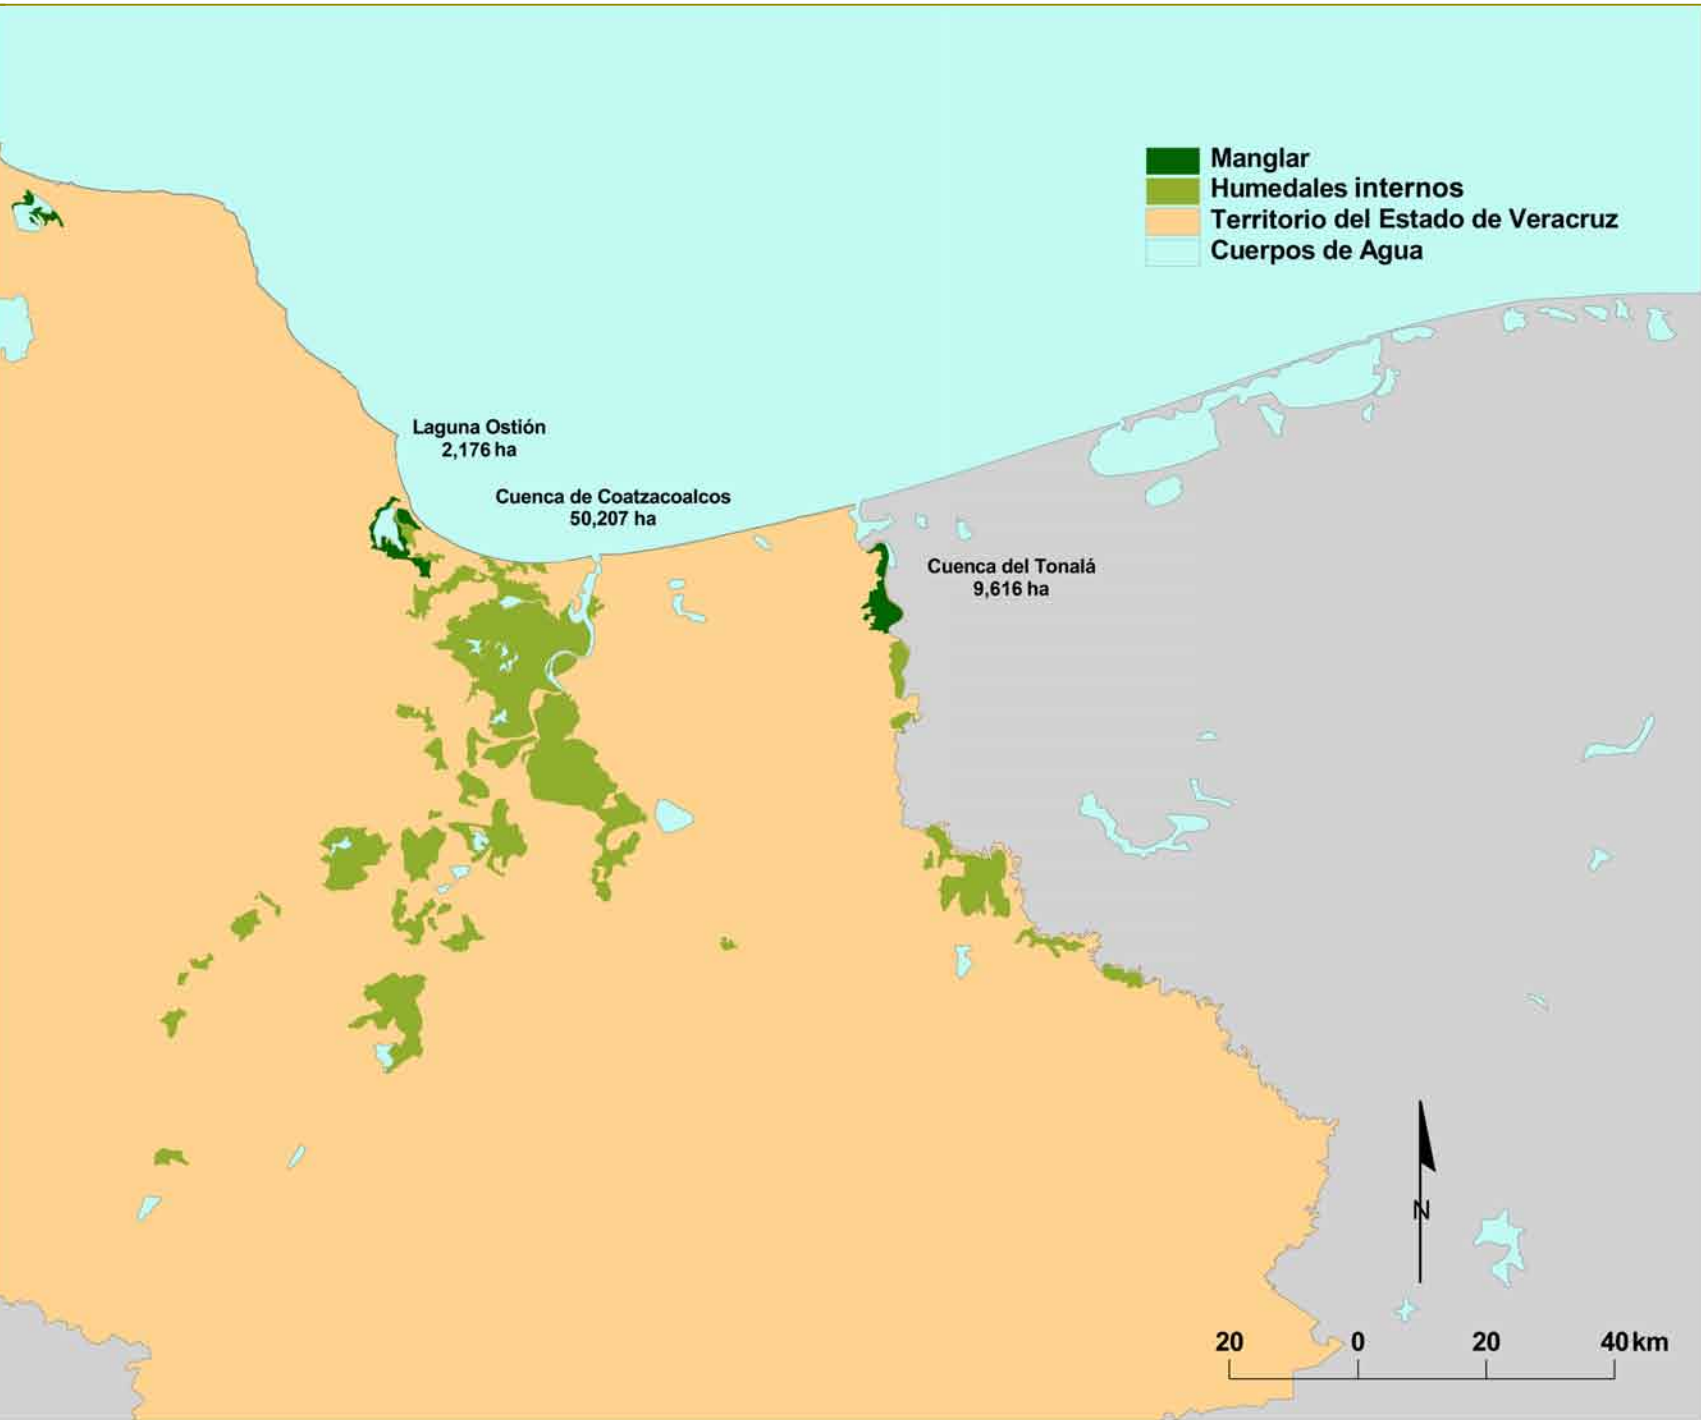 Manglar
Humedales internos
Territorio del Estado de Veracruz
Cuerpos de Agua
Laguna Ostión
2,176 ha
Cuenca de Coatzacoalcos
50,207 ha
Cuenca del Tonalá
9,616 ha
N
20 0 20 40 km